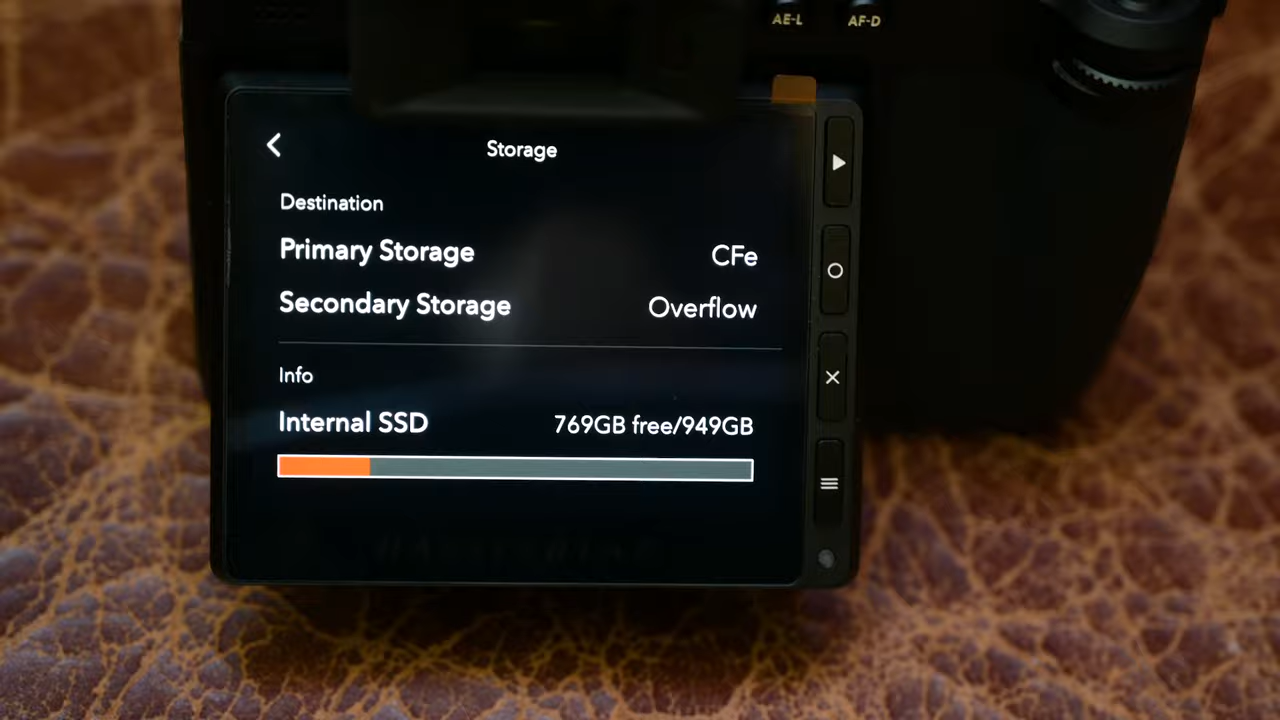 AE-L AF-D
Storage
Destination
Primary Storage CFe
Secondary Storage Overflow
Info
Internal SSD 769GB free/949GB